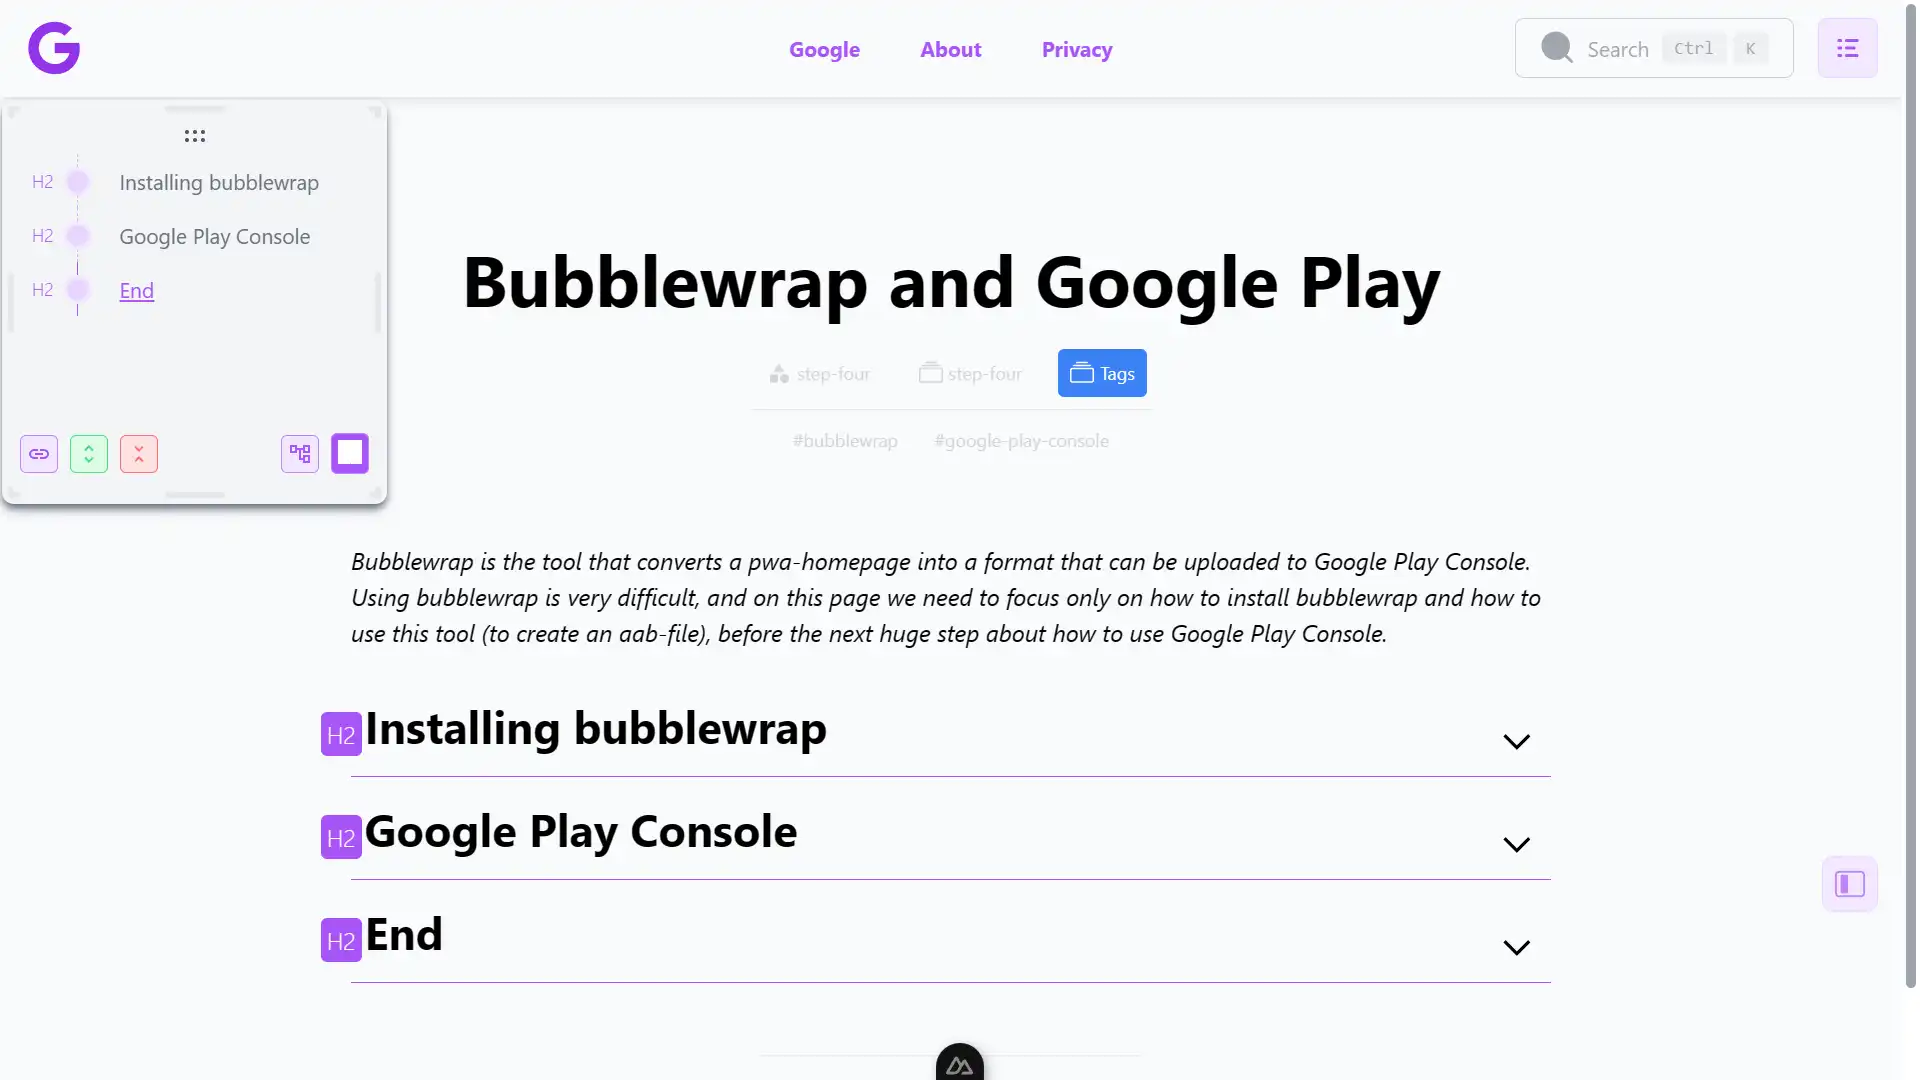 G
Google
About
Privacy
Search Ctrl K
H2 Installing bubblewrap
H2 Google Play Console
H2 End
Bubblewrap and Google Play
step-four
step-four
Tags
#bubblewrap
#google-play-console
Bubblewrap is the tool that converts a pwa-homepage into a format that can be uploaded to Google Play Console.
Using bubblewrap is very difficult, and on this page we need to focus only on how to install bubblewrap and how to
use this tool (to create an aab-file), before the next huge step about how to use Google Play Console.
H2 Installing bubblewrap
H2 Google Play Console
H2 End